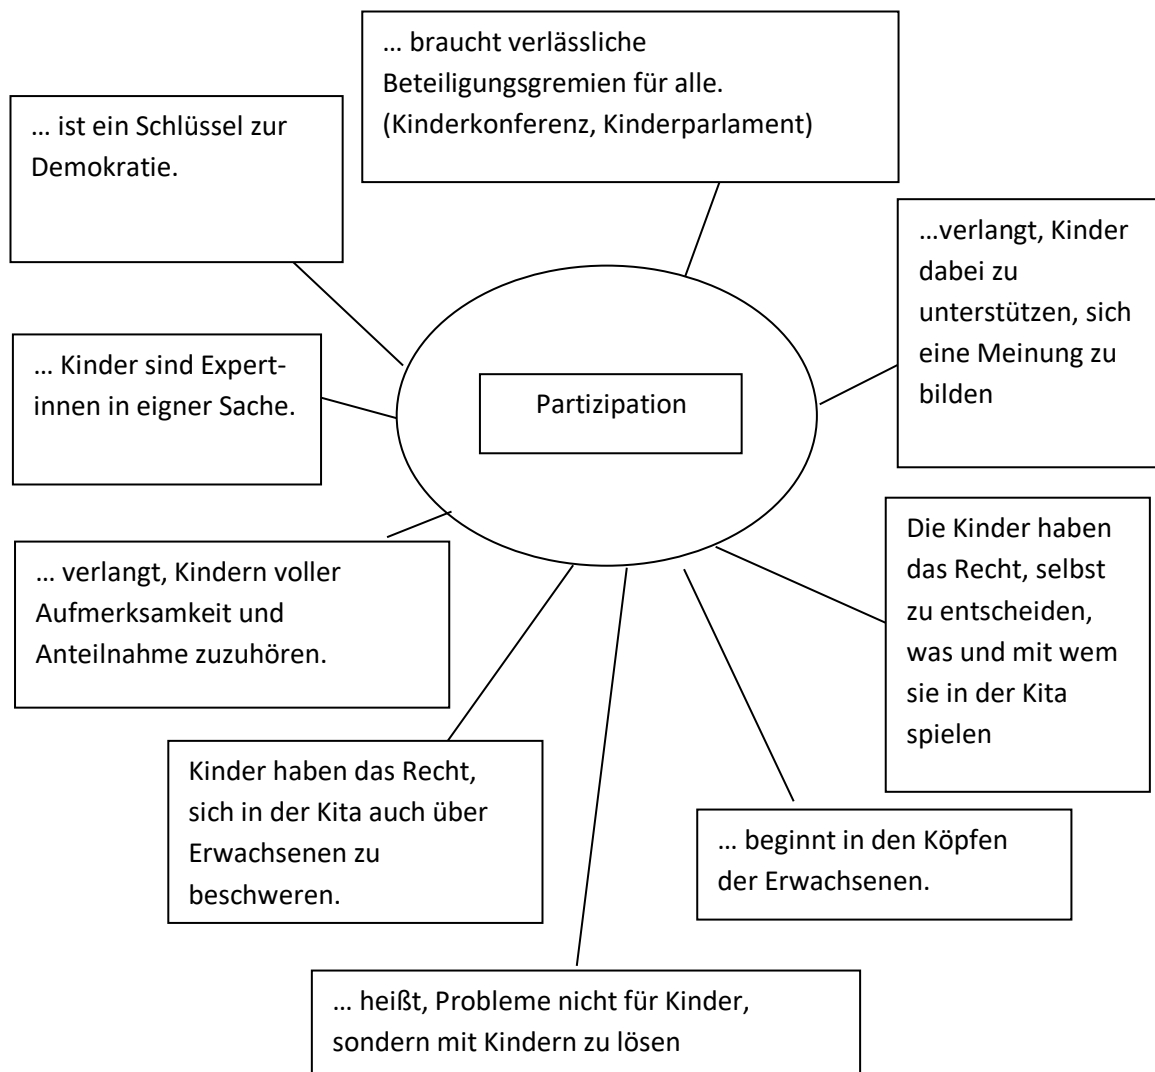 … braucht verlässliche
Beteiligungsgremien für alle.
(Kinderkonferenz, Kinderparlament)
… ist ein Schlüssel zur
Demokratie.
…verlangt, Kinder
dabei zu
unterstützen, sich
eine Meinung zu
bilden
… Kinder sind Expert-
innen in eigner Sache.
Partizipation
Die Kinder haben
das Recht, selbst
zu entscheiden,
was und mit wem
sie in der Kita
spielen
… verlangt, Kindern voller
Aufmerksamkeit und
Anteilnahme zuzuhören.
Kinder haben das Recht,
sich in der Kita auch über
Erwachsenen zu
beschweren.
… beginnt in den Köpfen
der Erwachsenen.
… heißt, Probleme nicht für Kinder,
sondern mit Kindern zu lösen